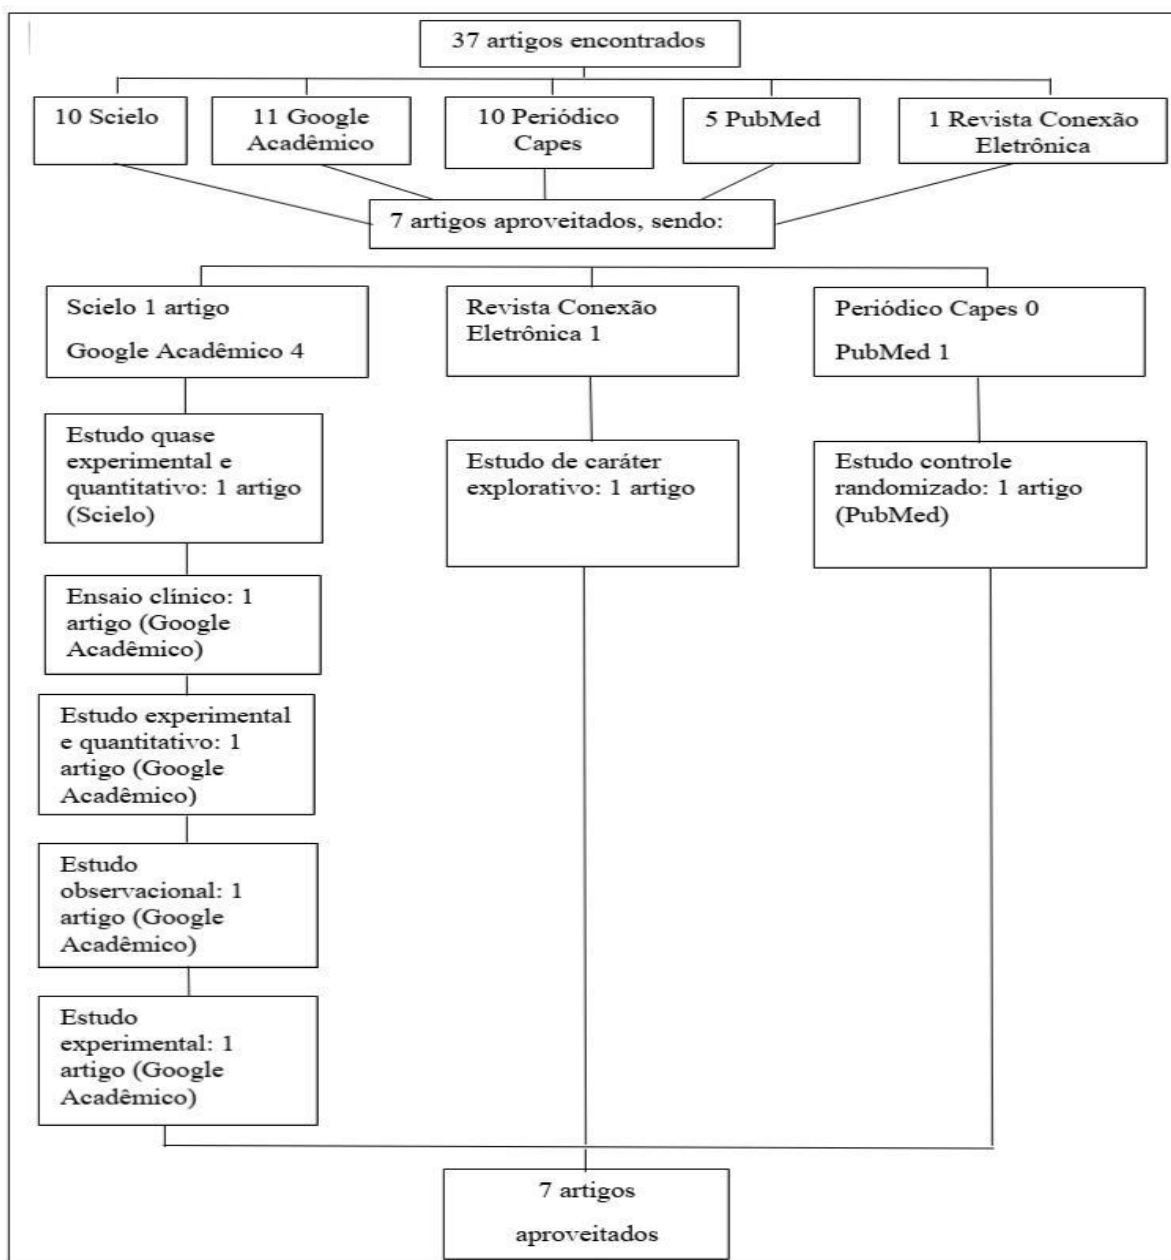 37 artigos encontrados
10 Scielo
11 Google
Acadêmico
10 Periódico
Capes
5 PubMed
1 Revista Conexão
Eletrônica
7 artigos aproveitados, sendo:
Scielo 1 artigo
Google Acadêmico 4
Revista Conexão
Eletrônica 1
Periódico Capes 0
PubMed 1
Estudo quase
experimental e
quantitativo: 1 artigo
(Scielo)
Estudo de caráter
explorativo: 1 artigo
Estudo controle
randomizado: 1 artigo
(PubMed)
Ensaio clínico: 1
artigo (Google
Acadêmico)
Estudo experimental
e quantitativo: 1
artigo (Google
Acadêmico)
Estudo
observacional: 1
artigo (Google
Acadêmico)
Estudo
experimental: 1
artigo (Google
Acadêmico)
7 artigos
aproveitados